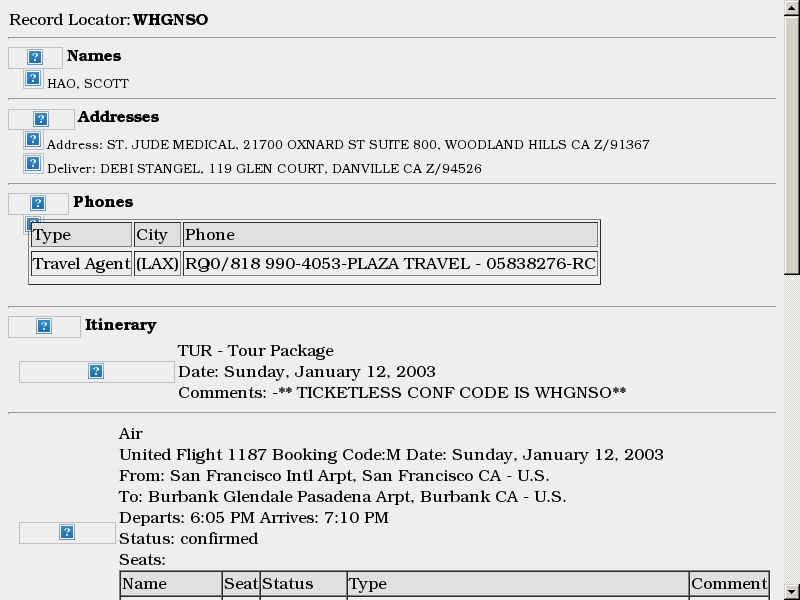 Record Locator: WHGNSO
Names
HAO, SCOTT
Addresses
Address: ST. JUDE MEDICAL, 21700 OXNARD ST SUITE 800, WOODLAND HILLS CA Z/91367
Deliver: DEBI STANGEL, 119 GLEN COURT, DANVILLE CA Z/94526
Phones
Type City Phone
Travel Agent (LAX) RQ0/818 990-4053-PLAZA TRAVEL - 05838276-RC
Itinerary
TUR - Tour Package
Date: Sunday, January 12, 2003
Comments: -** TICKETLESS CONF CODE IS WHGNSO**
Air
United Flight 1187 Booking Code:M Date: Sunday, January 12, 2003
From: San Francisco Intl Arpt, San Francisco CA - U.S.
To: Burbank Glendale Pasadena Arpt, Burbank CA - U.S.
Departs: 6:05 PM Arrives: 7:10 PM
Status: confirmed
Seats:
Name Seat Status Type Comment